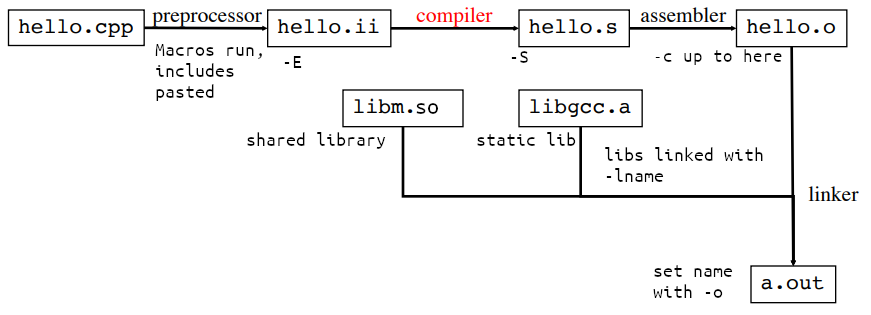 hello.cpp
preprocessor
hello.ii
compiler
hello.s
assembler
hello.o
Macros run,
includes
pasted
-E
-S
-c up to here
libm.so
libgcc.a
shared library
static lib
libs linked with
-lname
linker
set name
with -o
a.out